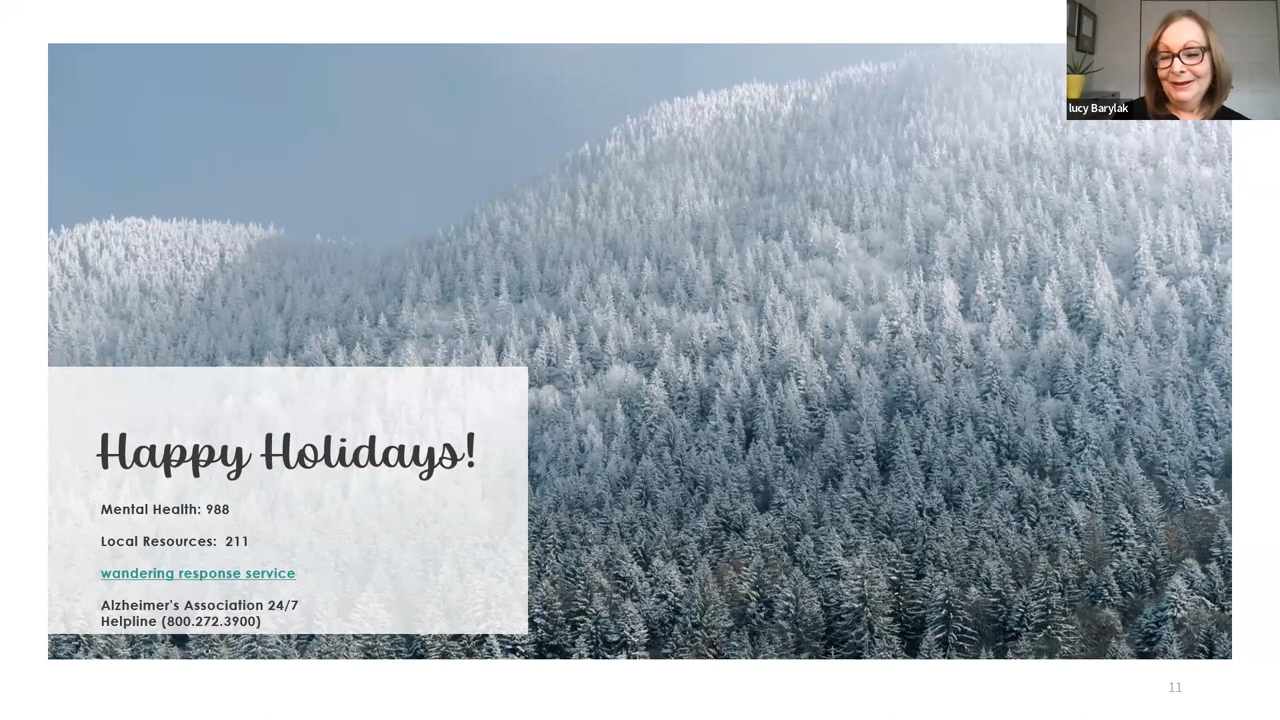 lucy Barylak
Happy Holidays!
Mental Health: 988
Local Resources: 211
wandering response service
Alzheimer's Association 24/7
Helpline (800.272.3900)
11